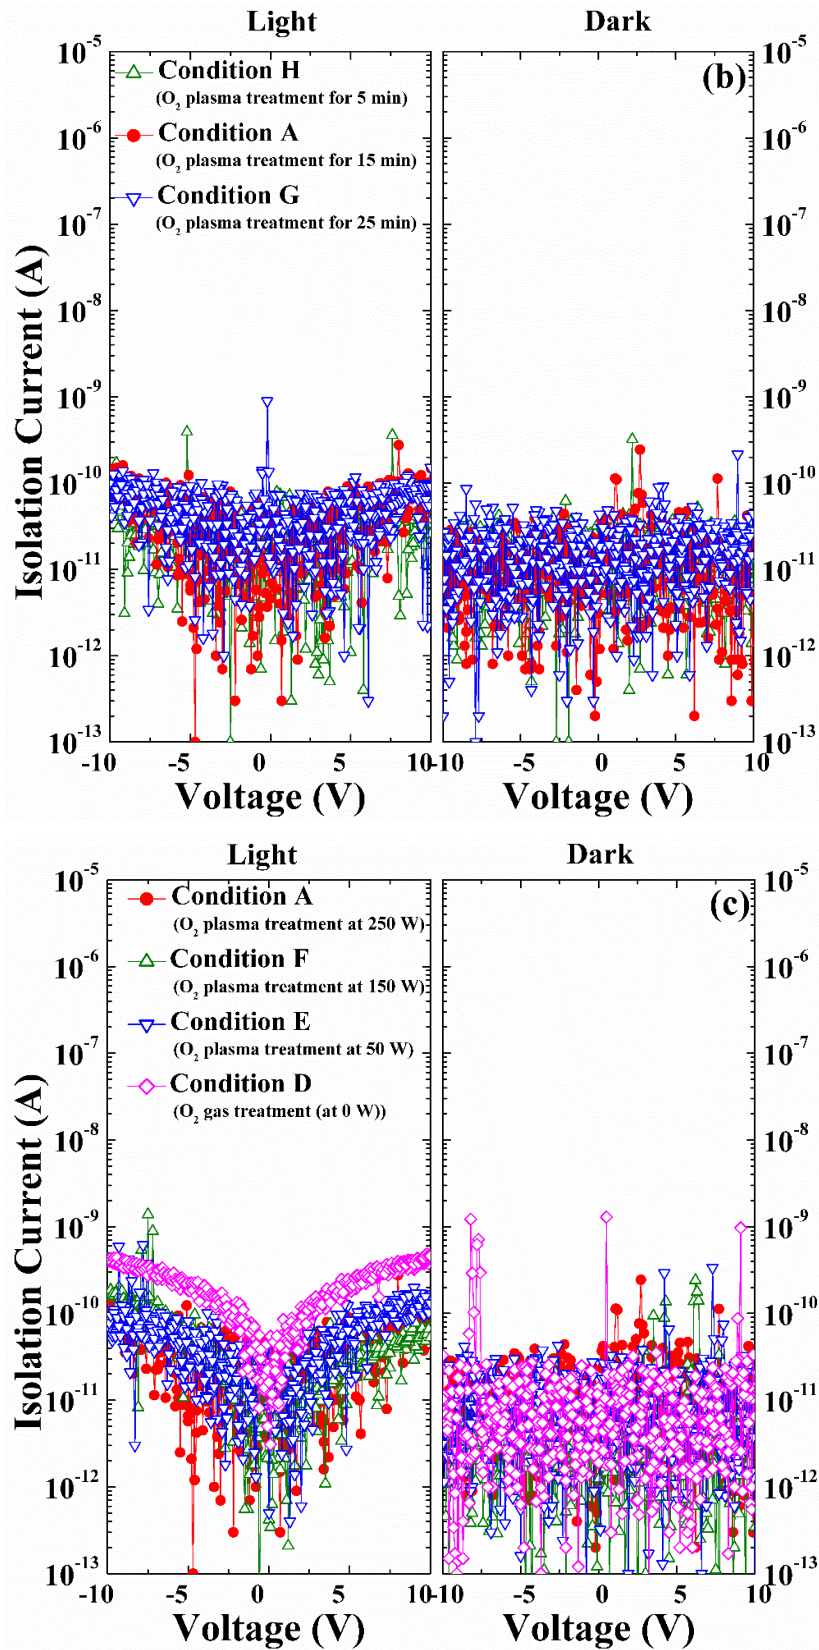 Light Dark
(b)
Condition H
(O₂ plasma treatment for 5 min)
Condition A
(O₂ plasma treatment for 15 min)
Condition G
(O₂ plasma treatment for 25 min)
Isolation Current (A)
10⁻⁵ 10⁻⁵
10⁻⁶ 10⁻⁶
10⁻⁷ 10⁻⁷
10⁻⁸ 10⁻⁸
10⁻⁹ 10⁻⁹
10⁻¹⁰ 10⁻¹⁰
10⁻¹¹ 10⁻¹¹
10⁻¹² 10⁻¹²
10⁻¹³ 10⁻¹³
-10 -5 0 5 10 -10 -5 0 5 10
Voltage (V) Voltage (V)
Light Dark
(c)
Condition A
(O₂ plasma treatment at 250 W)
Condition F
(O₂ plasma treatment at 150 W)
Condition E
(O₂ plasma treatment at 50 W)
Condition D
(O₂ gas treatment (at 0 W))
Isolation Current (A)
10⁻⁵ 10⁻⁵
10⁻⁶ 10⁻⁶
10⁻⁷ 10⁻⁷
10⁻⁸ 10⁻⁸
10⁻⁹ 10⁻⁹
10⁻¹⁰ 10⁻¹⁰
10⁻¹¹ 10⁻¹¹
10⁻¹² 10⁻¹²
10⁻¹³ 10⁻¹³
-10 -5 0 5 10 -10 -5 0 5 10
Voltage (V) Voltage (V)